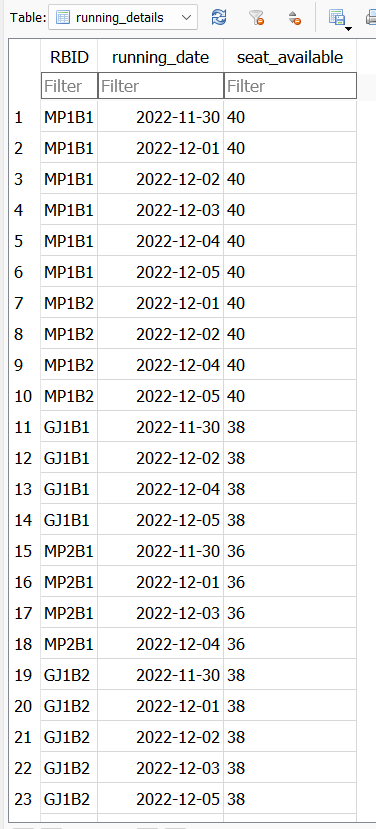 Table: running_details
RBID running_date seat_available
Filter Filter Filter
1 MP1B1 2022-11-30 40
2 MP1B1 2022-12-01 40
3 MP1B1 2022-12-02 40
4 MP1B1 2022-12-03 40
5 MP1B1 2022-12-04 40
6 MP1B1 2022-12-05 40
7 MP1B2 2022-12-01 40
8 MP1B2 2022-12-02 40
9 MP1B2 2022-12-04 40
10 MP1B2 2022-12-05 40
11 GJ1B1 2022-11-30 38
12 GJ1B1 2022-12-02 38
13 GJ1B1 2022-12-04 38
14 GJ1B1 2022-12-05 38
15 MP2B1 2022-11-30 36
16 MP2B1 2022-12-01 36
17 MP2B1 2022-12-03 36
18 MP2B1 2022-12-04 36
19 GJ1B2 2022-11-30 38
20 GJ1B2 2022-12-01 38
21 GJ1B2 2022-12-02 38
22 GJ1B2 2022-12-03 38
23 GJ1B2 2022-12-05 38